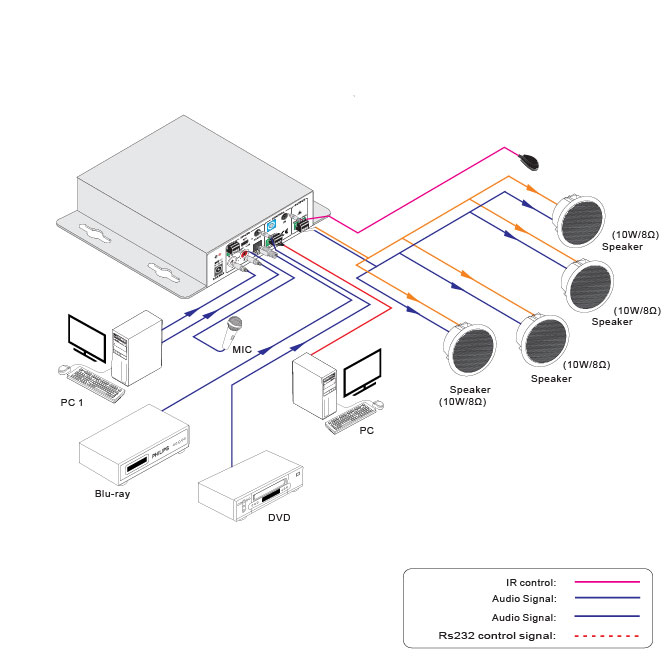 (10W/8Ω)
Speaker
(10W/8Ω)
Speaker
MIC
(10W/8Ω)
Speaker
Speaker
(10W/8Ω)
PC 1
PC
PHILIPS
Blu-ray
DVD
IR control:
Audio Signal:
Audio Signal:
Rs232 control signal: